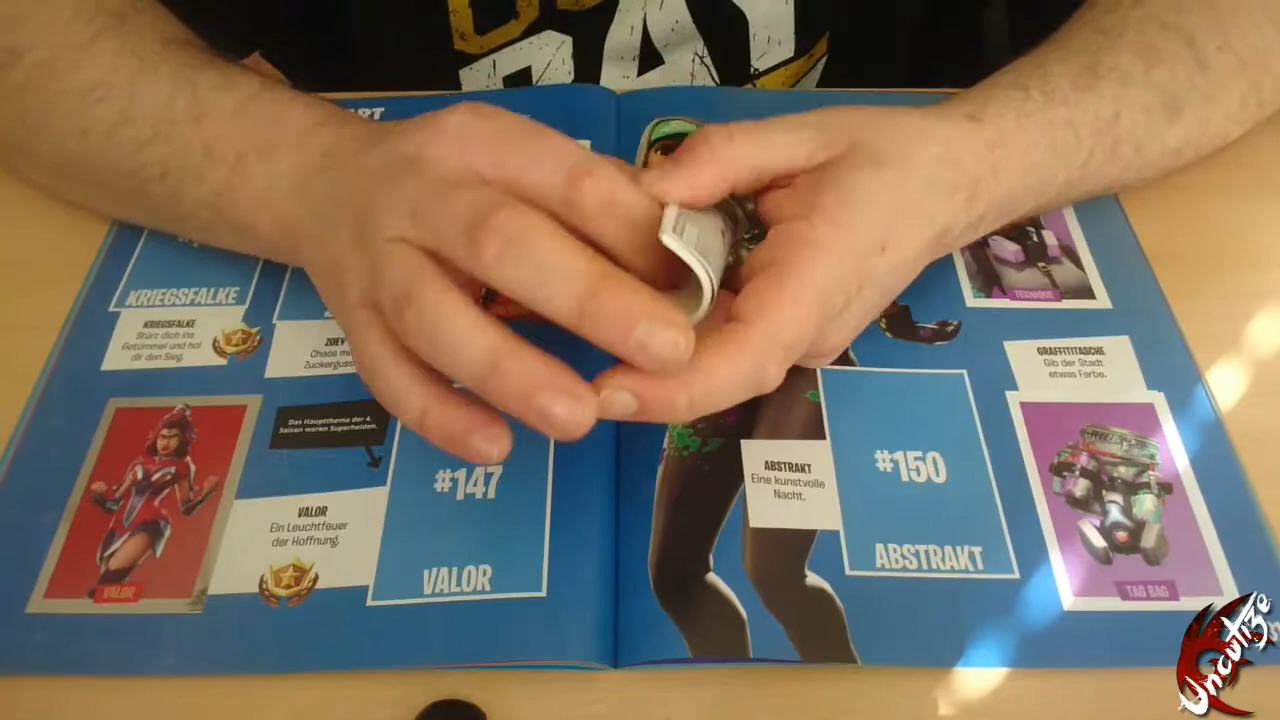 KRIEGSFALKE
KRIEGSFALKE
Stürz dich ins
Getümmel und hol
dir den Sieg.
ZOEY
Chaos mit
Zuckerguss
Das Hauptthema der 4.
Saison waren Superhelden.
VALOR
VALOR
Ein Leuchtfeuer
der Hoffnung.
#147
VALOR
ABSTRAKT
Eine kunstvolle
Nacht.
#150
ABSTRAKT
TEKNIQUE
GRAFFITITASCHE
Gib der Stadt
etwas Farbe.
TAG BAG
Uncutize